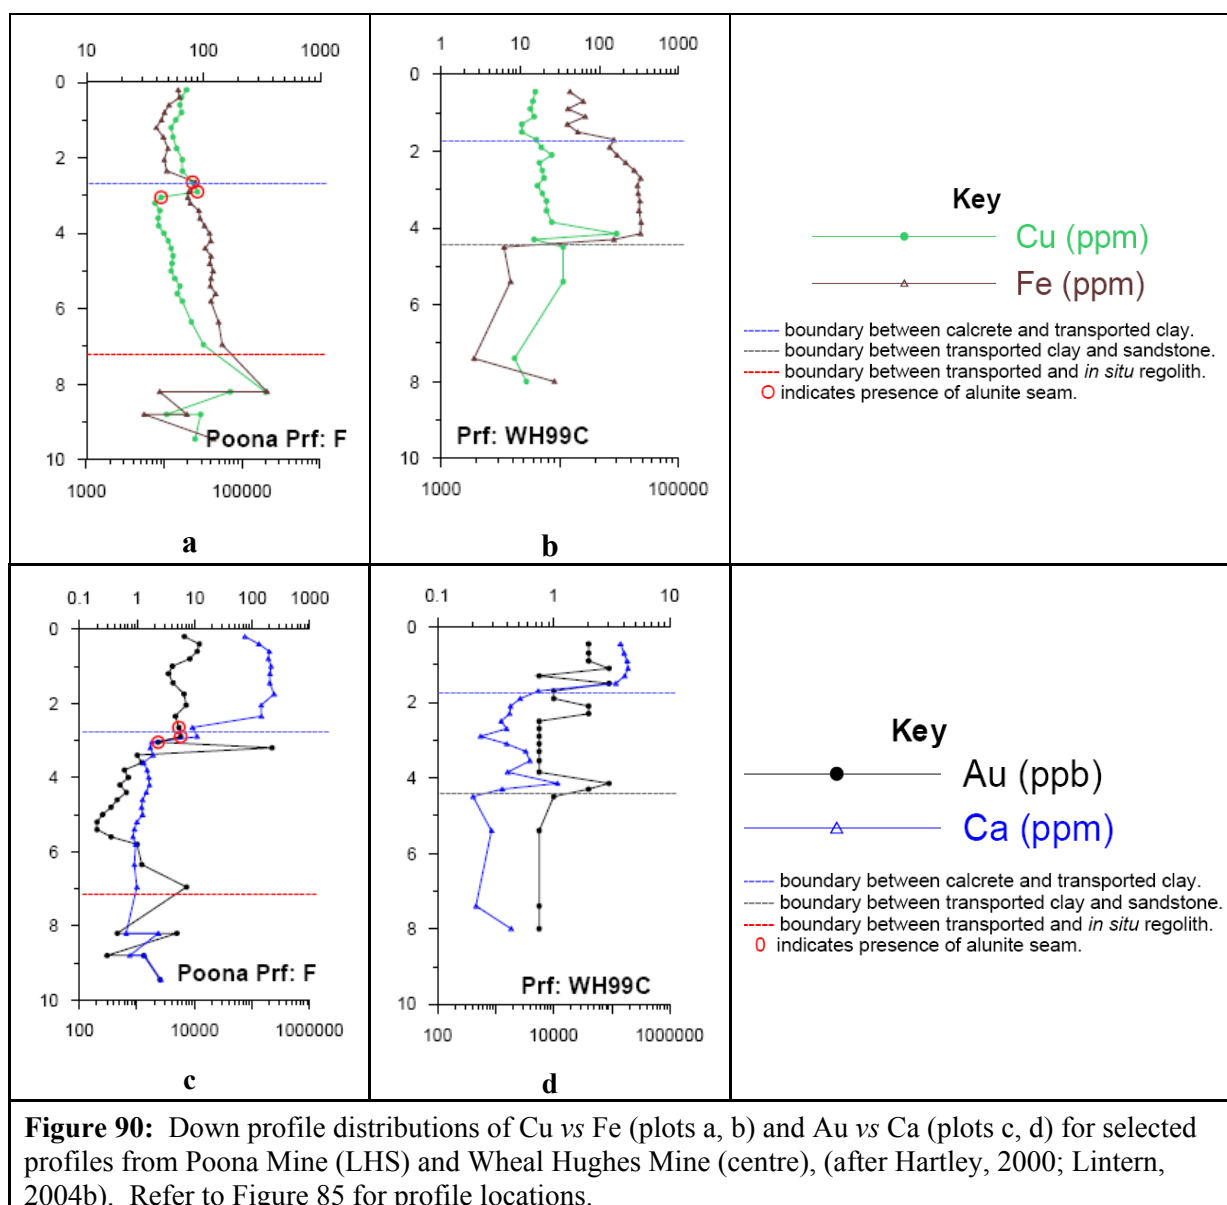 10 100 1000
0
2
4
6
8
10
Poona Prf: F
1000 100000
a
1 10 100 1000
0
2
4
6
8
10
Prf: WH99C
1000 100000
b
Key
Cu (ppm)
Fe (ppm)
boundary between calcrete and transported clay.
boundary between transported clay and sandstone.
boundary between transported and in situ regolith.
indicates presence of alunite seam.
0.1 1 10 100 1000
0
2
4
6
8
10
Poona Prf: F
100 10000 1000000
c
0.1 1 10
0
2
4
6
8
10
Prf: WH99C
100 10000 1000000
d
Key
Au (ppb)
Ca (ppm)
boundary between calcrete and transported clay.
boundary between transported clay and sandstone.
boundary between transported and in situ regolith.
indicates presence of alunite seam.
Figure 90: Down profile distributions of Cu vs Fe (plots a, b) and Au vs Ca (plots c, d) for selected
profiles from Poona Mine (LHS) and Wheal Hughes Mine (centre), (after Hartley, 2000; Lintern,
2004b). Refer to Figure 85 for profile locations.